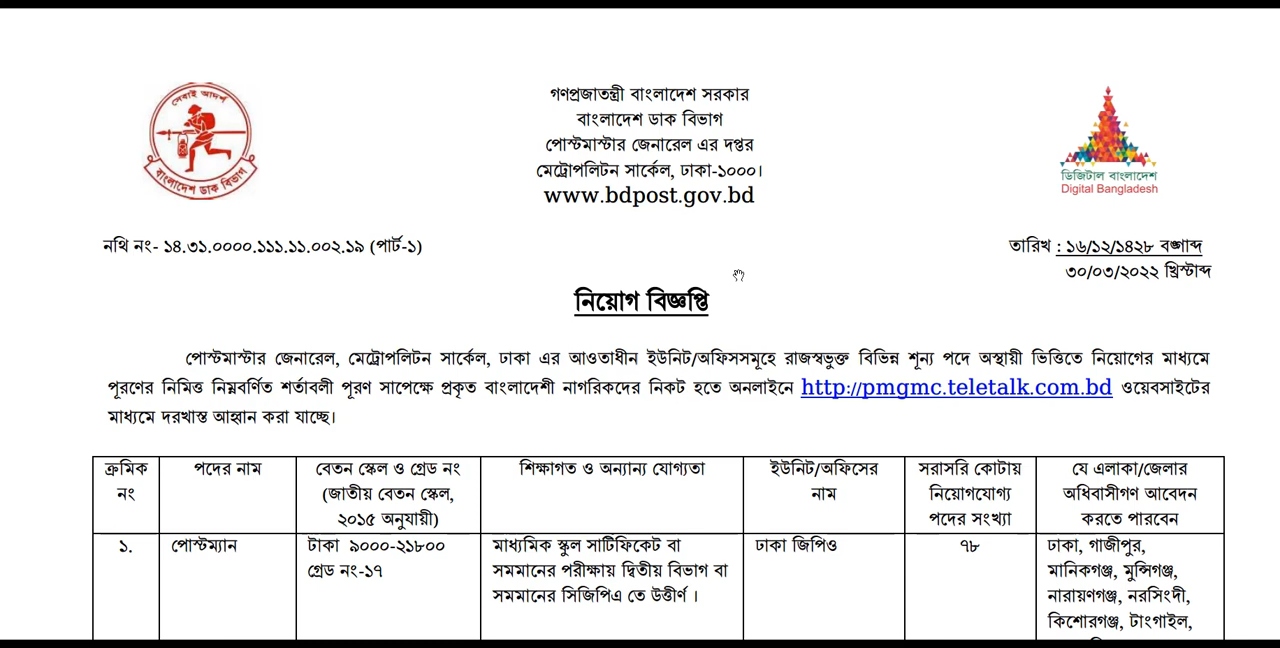 সেবাই আদর্শ
বাংলাদেশ ডাক বিভাগ
গণপ্রজাতন্ত্রী বাংলাদেশ সরকার
বাংলাদেশ ডাক বিভাগ
পোস্টমাস্টার জেনারেল এর দপ্তর
মেট্রোপলিটন সার্কেল, ঢাকা-১০০০।
www.bdpost.gov.bd
ডিজিটাল বাংলাদেশ
Digital Bangladesh
নথি নং- ১৪.৩১.০০০০.১১১.১১.০০২.১৯ (পার্ট-১)
তারিখ : ১৬/১২/১৪২৮ বঙ্গাব্দ
৩০/০৩/২০২২ খ্রিস্টাব্দ
নিয়োগ বিজ্ঞপ্তি
পোস্টমাস্টার জেনারেল, মেট্রোপলিটন সার্কেল, ঢাকা এর আওতাধীন ইউনিট/অফিসসমূহে রাজস্বভুক্ত বিভিন্ন শূন্য পদে অস্থায়ী ভিত্তিতে নিয়োগের মাধ্যমে
পূরণের নিমিত্ত নিম্নবর্ণিত শর্তাবলী পূরণ সাপেক্ষে প্রকৃত বাংলাদেশী নাগরিকদের নিকট হতে অনলাইনে http://pmgmc.teletalk.com.bd ওয়েবসাইটের
মাধ্যমে দরখাস্ত আহ্বান করা যাচ্ছে।
ক্রমিক নং
পদের নাম
বেতন স্কেল ও গ্রেড নং
(জাতীয় বেতন স্কেল,
২০১৫ অনুযায়ী)
শিক্ষাগত ও অন্যান্য যোগ্যতা
ইউনিট/অফিসের
নাম
সরাসরি কোটায়
নিয়োগযোগ্য
পদের সংখ্যা
যে এলাকা/জেলার
অধিবাসীগণ আবেদন
করতে পারবেন
১.
পোস্টম্যান
টাকা ৯০০০-২১৮০০
গ্রেড নং-১৭
মাধ্যমিক স্কুল সার্টিফিকেট বা
সমমানের পরীক্ষায় দ্বিতীয় বিভাগ বা
সমমানের সিজিপিএ তে উত্তীর্ণ ।
ঢাকা জিপিও
৭৮
ঢাকা, গাজীপুর,
মানিকগঞ্জ, মুন্সিগঞ্জ,
নারায়ণগঞ্জ, নরসিংদী,
কিশোরগঞ্জ, টাংগাইল,